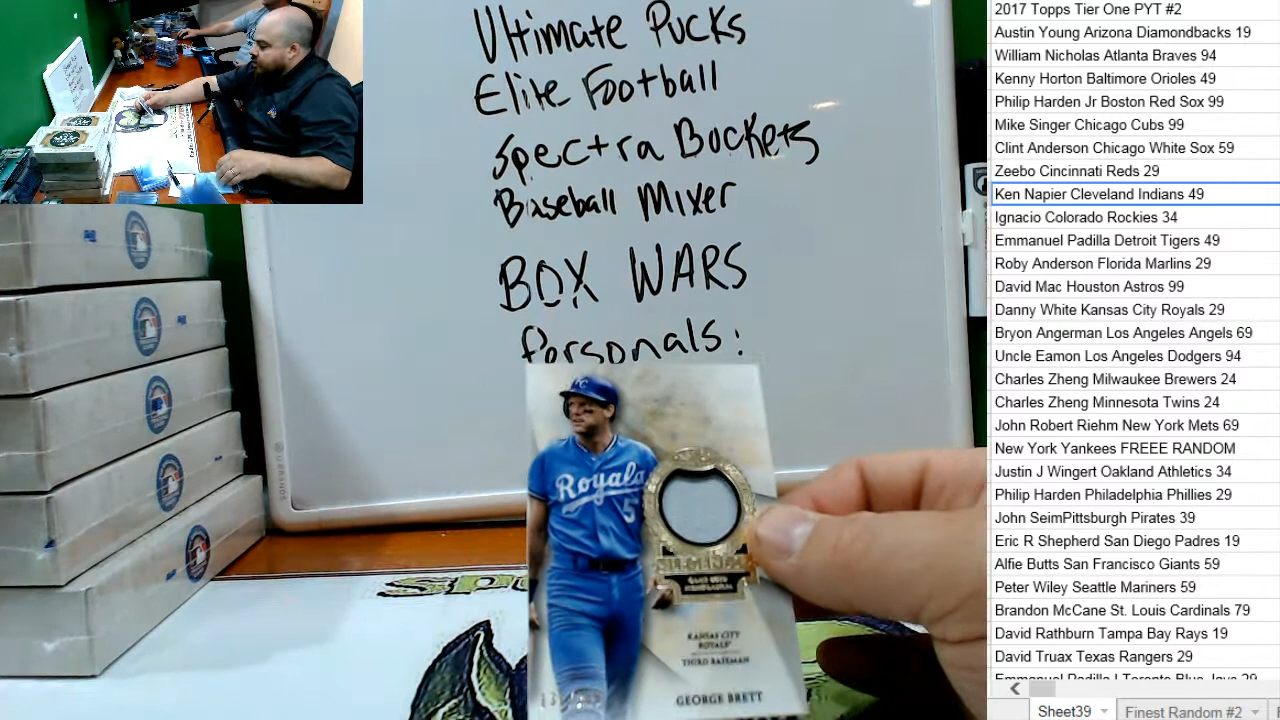 Ultimate Pucks
Elite Football
Spectra Buckets
Baseball Mixer
BOX WARS
Personals:
KC
Royals
5
KANSAS CITY
ROYALS
THIRD BASEMAN
GEORGE BRETT
2017 Topps Tier One PYT #2
Austin Young Arizona Diamondbacks 19
William Nicholas Atlanta Braves 94
Kenny Horton Baltimore Orioles 49
Philip Harden Jr Boston Red Sox 99
Mike Singer Chicago Cubs 99
Clint Anderson Chicago White Sox 59
Zeebo Cincinnati Reds 29
Ken Napier Cleveland Indians 49
Ignacio Colorado Rockies 34
Emmanuel Padilla Detroit Tigers 49
Roby Anderson Florida Marlins 29
David Mac Houston Astros 99
Danny White Kansas City Royals 29
Bryon Angerman Los Angeles Angels 69
Uncle Eamon Los Angeles Dodgers 94
Charles Zheng Milwaukee Brewers 24
Charles Zheng Minnesota Twins 24
John Robert Riehm New York Mets 69
New York Yankees FREEE RANDOM
Justin J Wingert Oakland Athletics 34
Philip Harden Philadelphia Phillies 29
John SeimPittsburgh Pirates 39
Eric R Shepherd San Diego Padres 19
Alfie Butts San Francisco Giants 59
Peter Wiley Seattle Mariners 59
Brandon McCane St. Louis Cardinals 79
David Rathburn Tampa Bay Rays 19
David Truax Texas Rangers 29
Emmanuel Padilla I Toronto Blue Jays 29
Sheet39
Finest Random #2